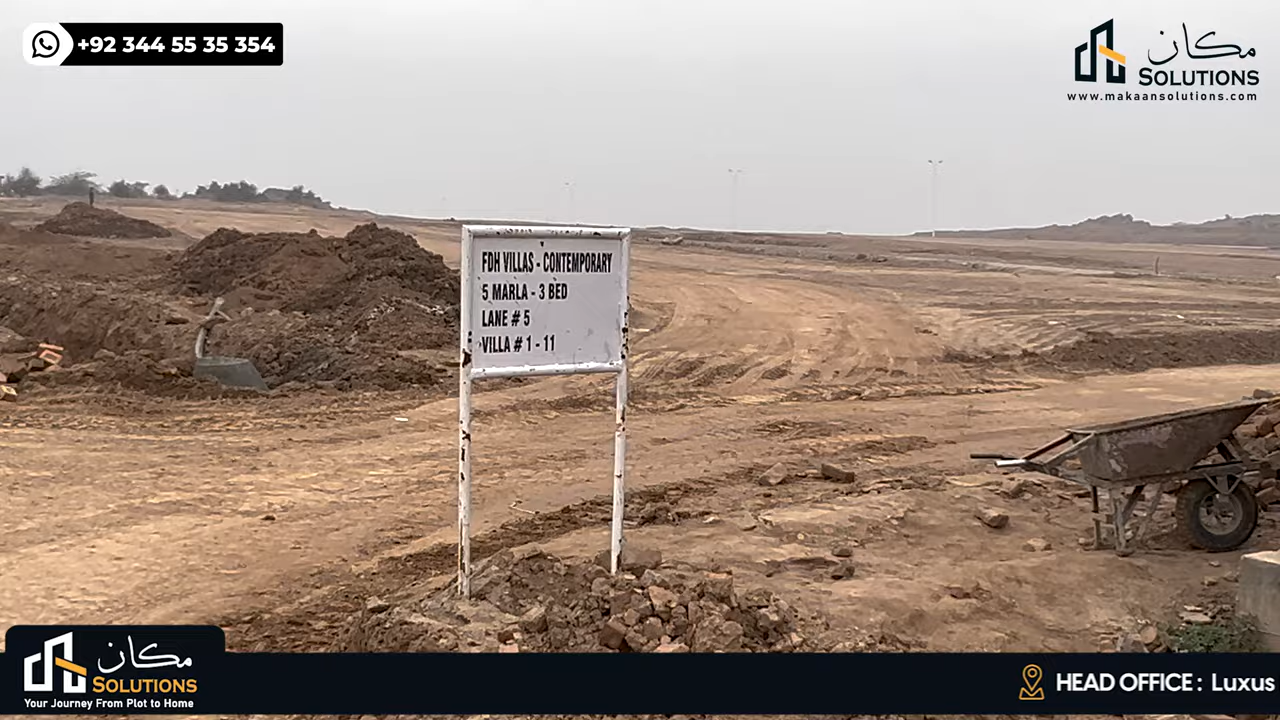 +92 344 55 35 354
مکان
SOLUTIONS
www.makaansolutions.com
FDH VILLAS - CONTEMPORARY
5 MARLA - 3 BED
LANE # 5
VILLA # 1 - 11
مکان
SOLUTIONS
Your Journey From Plot to Home
HEAD OFFICE : Luxus